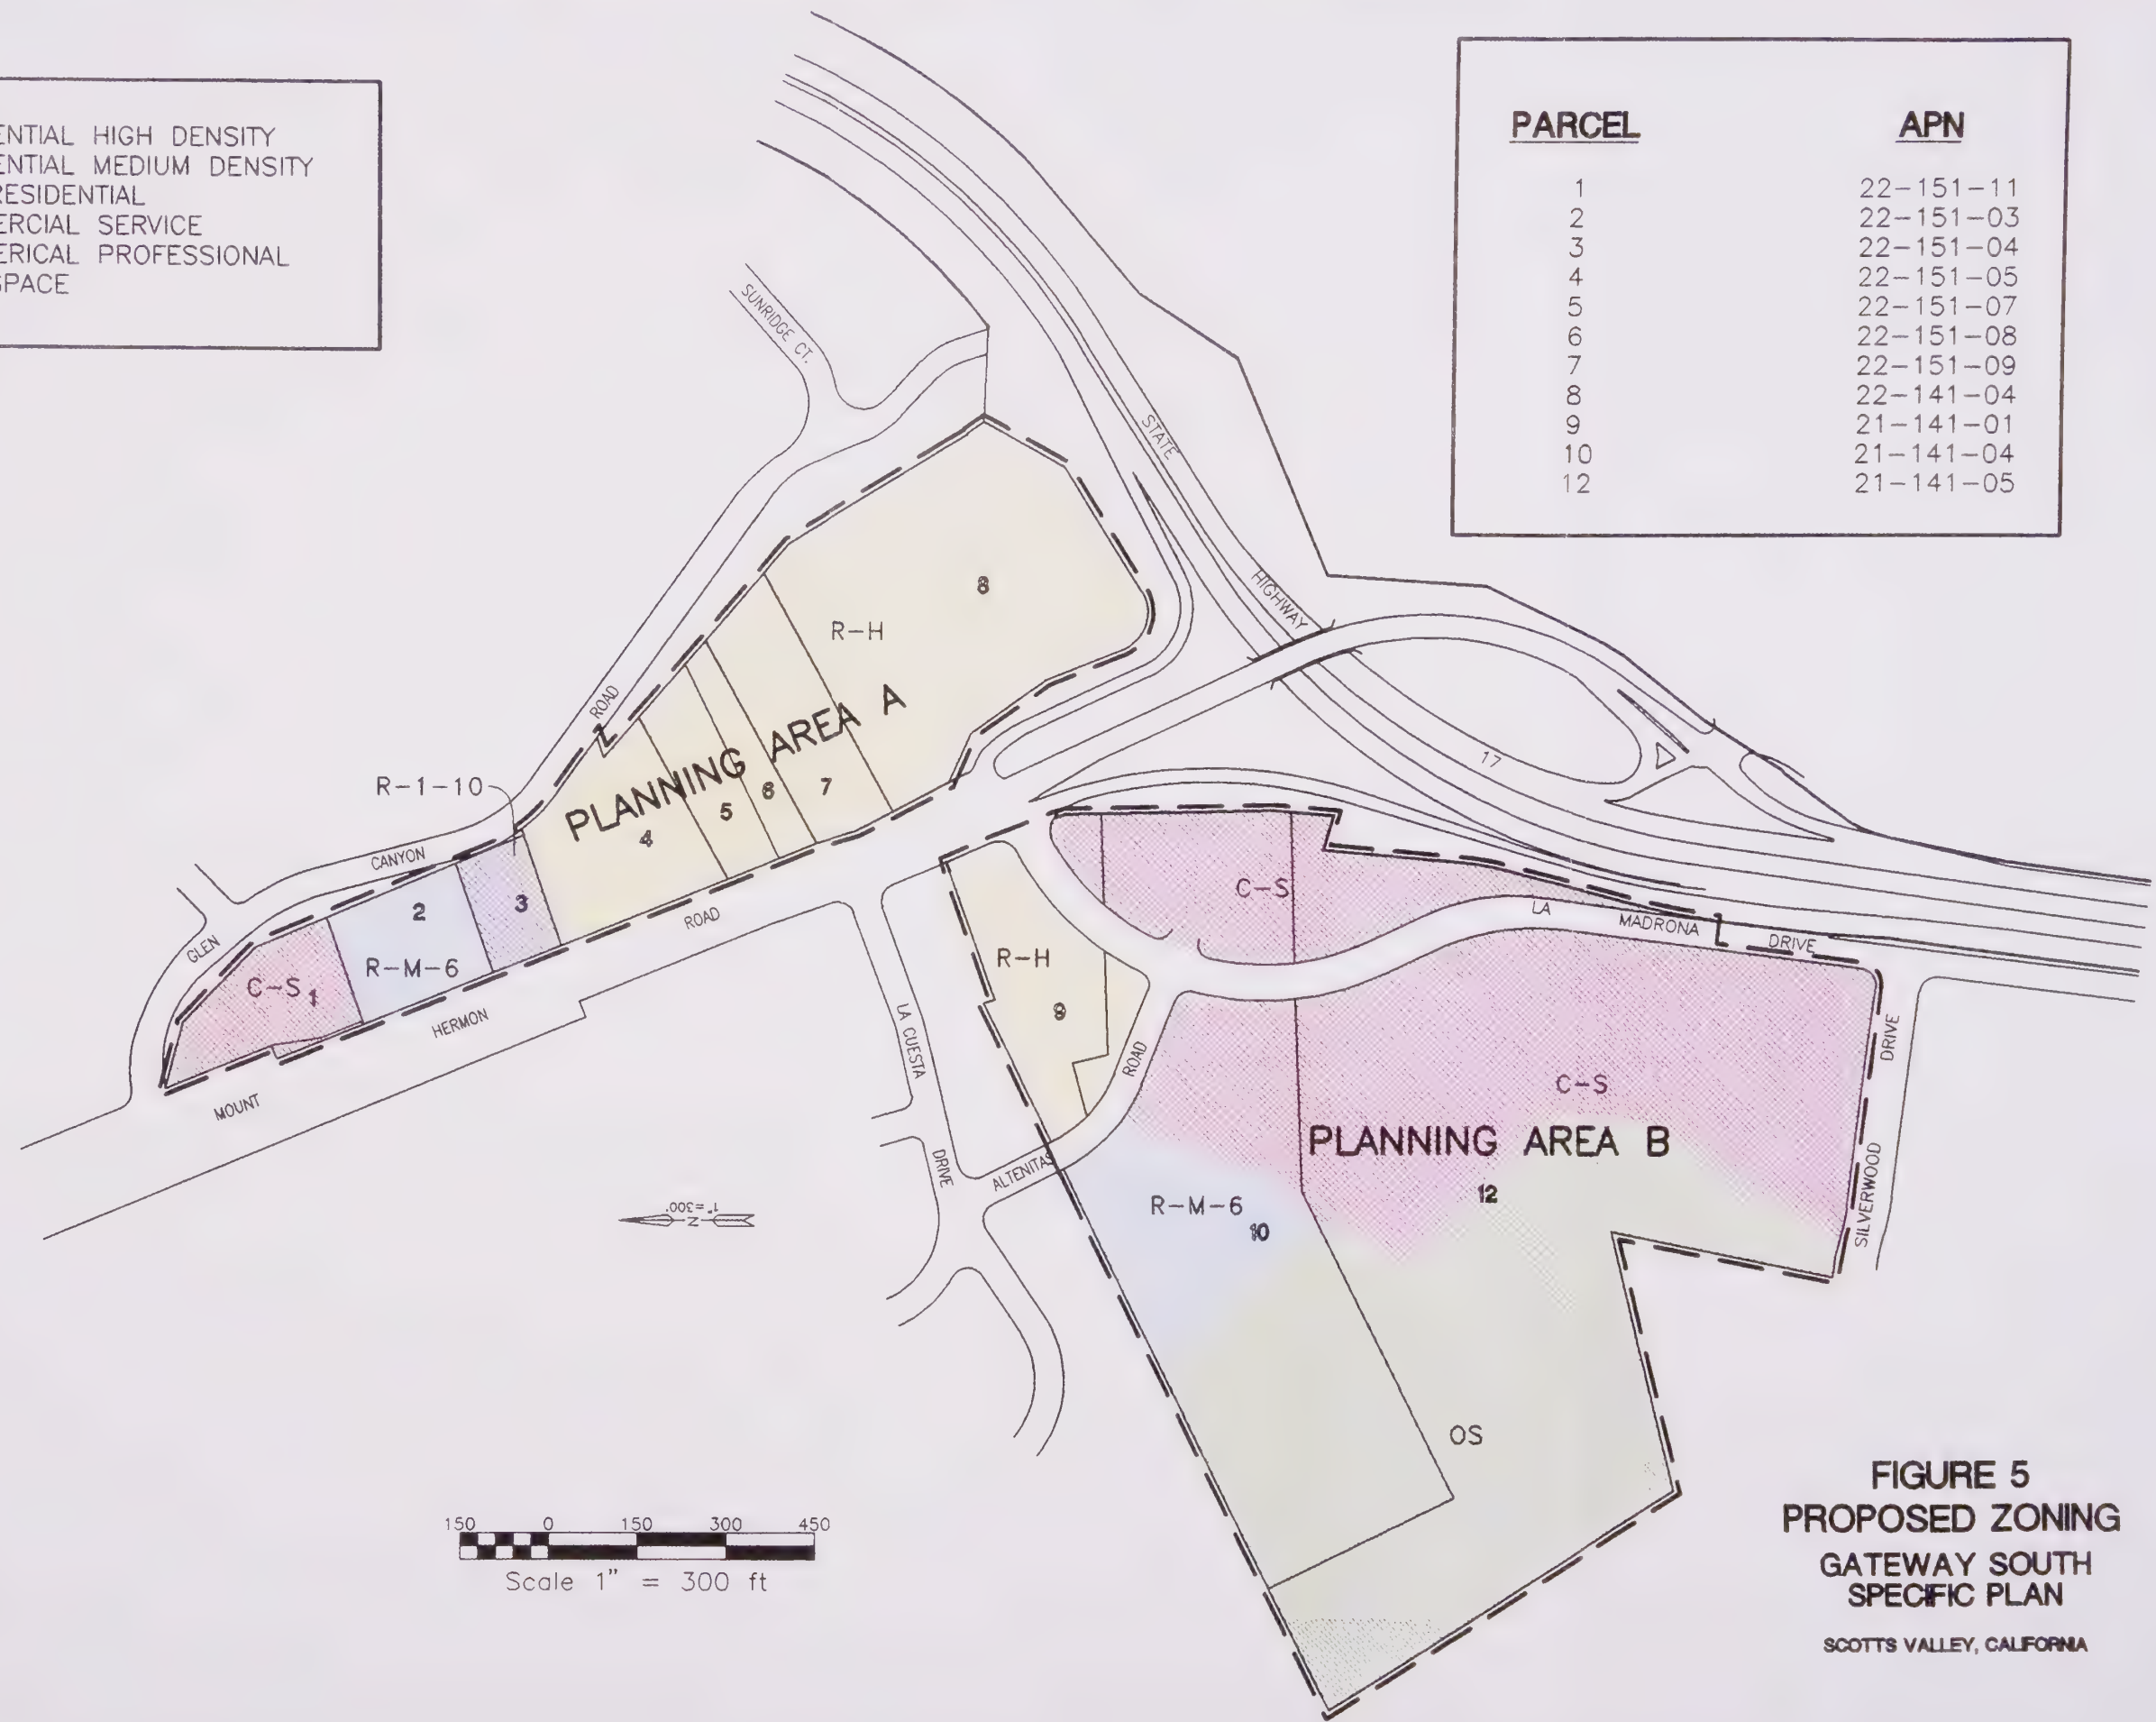 ENTIAL HIGH DENSITY
ENTIAL MEDIUM DENSITY
RESIDENTIAL
ERCIAL SERVICE
ERICAL PROFESSIONAL
SPACE
PARCEL APN
1 22-151-11
2 22-151-03
3 22-151-04
4 22-151-05
5 22-151-07
6 22-151-08
7 22-151-09
8 22-141-04
9 21-141-01
10 21-141-04
12 21-141-05
SUNRIDGE CT.
STATE
HIGHWAY
17
8
R-H
ROAD
PLANNING AREA A
4
5
6
7
R-1-10
CANYON
GLEN
2
3
R-M-6
C-S
1
ROAD
HERMON
MOUNT
C-S
LA
MADRONA
DRIVE
R-H
9
LA CUESTA
DRIVE
ALTENITAS
ROAD
C-S
PLANNING AREA B
12
DRIVE
SILVERWOOD
R-M-6
10
OS
1"=300'
N
150 0 150 300 450
Scale 1" = 300 ft
FIGURE 5
PROPOSED ZONING
GATEWAY SOUTH
SPECIFIC PLAN
SCOTTS VALLEY, CALIFORNIA